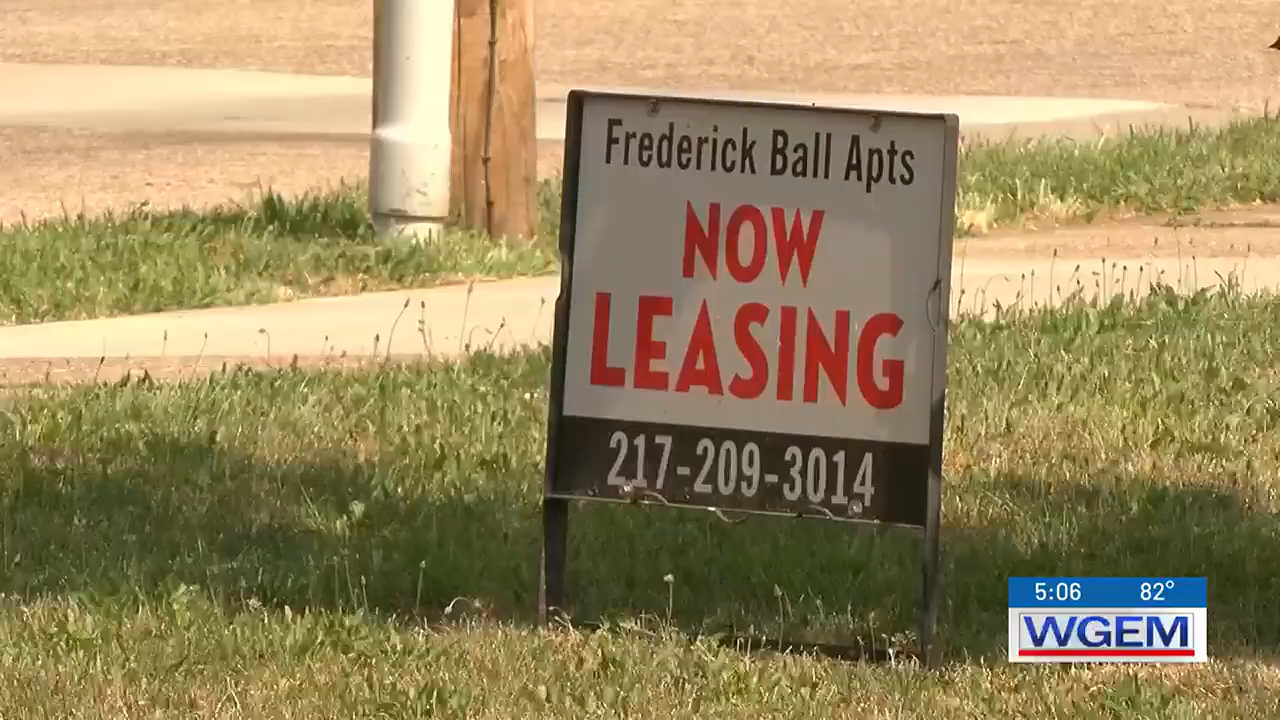 Frederick Ball Apts
NOW
LEASING
217-209-3014
5:06 82°
WGEM